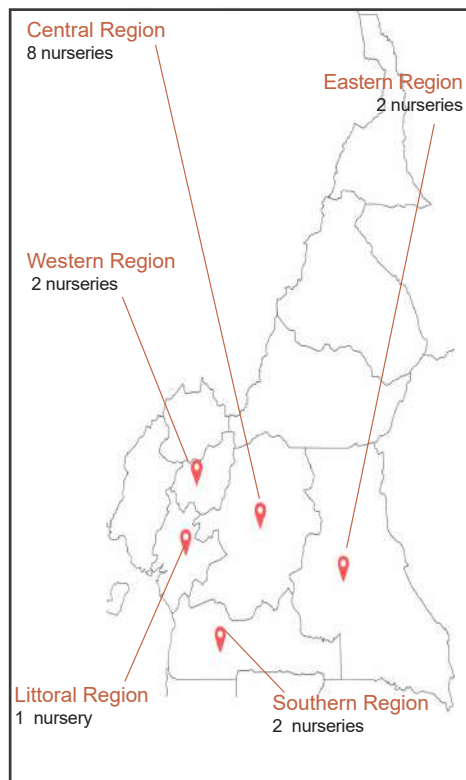 Central Region
8 nurseries
Eastern Region
2 nurseries
Western Region
2 nurseries
Littoral Region
1 nursery
Southern Region
2 nurseries